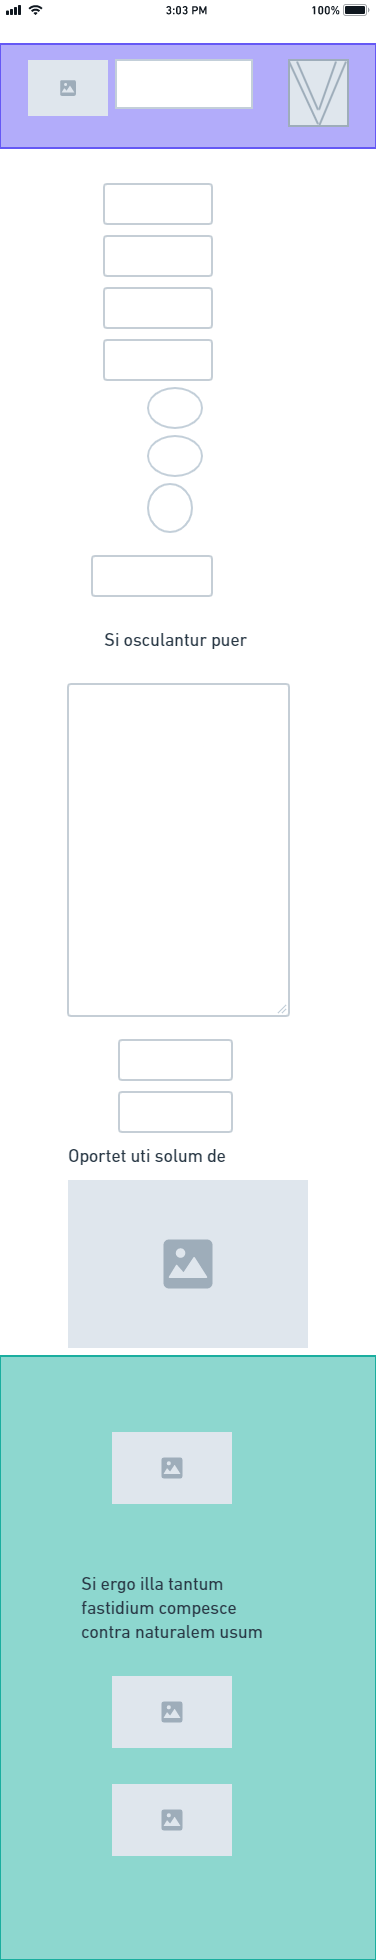 3:03 PM
100%
Si osculantur puer
Oportet uti solum de
Si ergo illa tantum
fastidium compesce
contra naturalem usum